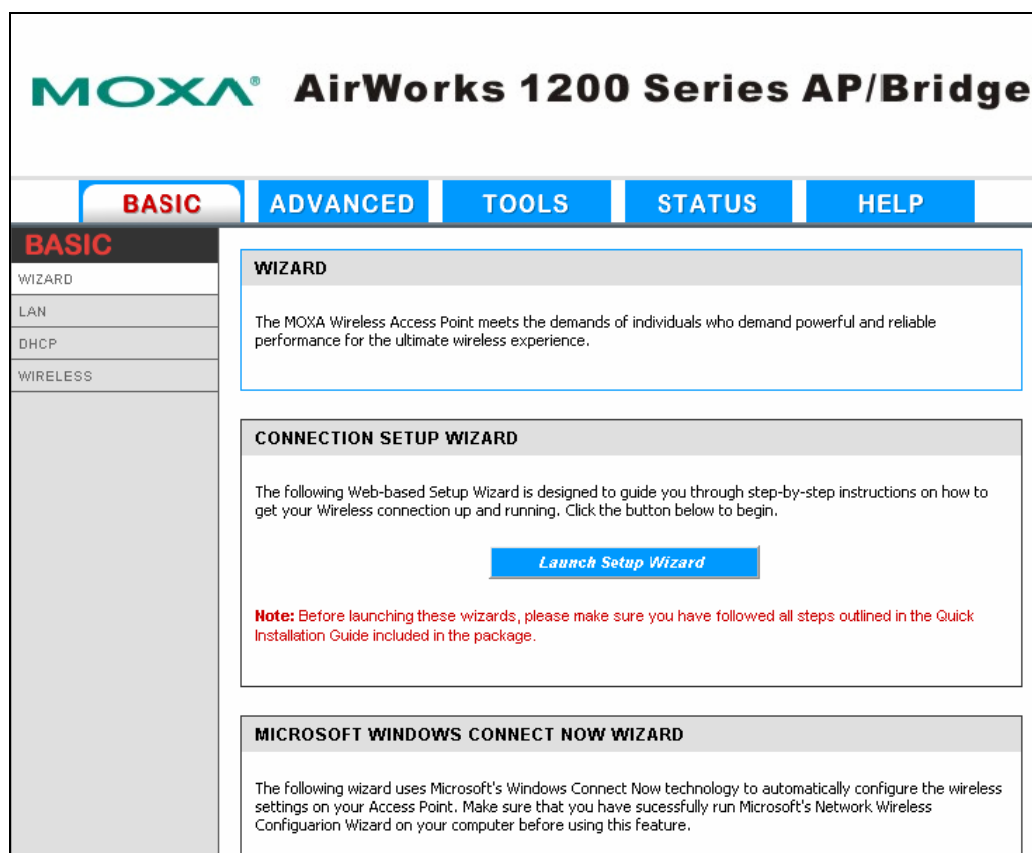 MOXA® AirWorks 1200 Series AP/Bridge
BASIC ADVANCED TOOLS STATUS HELP
BASIC
WIZARD
LAN
DHCP
WIRELESS
WIZARD
The MOXA Wireless Access Point meets the demands of individuals who demand powerful and reliable
performance for the ultimate wireless experience.
CONNECTION SETUP WIZARD
The following Web-based Setup Wizard is designed to guide you through step-by-step instructions on how to
get your Wireless connection up and running. Click the button below to begin.
Launch Setup Wizard
Note: Before launching these wizards, please make sure you have followed all steps outlined in the Quick
Installation Guide included in the package.
MICROSOFT WINDOWS CONNECT NOW WIZARD
The following wizard uses Microsoft's Windows Connect Now technology to automatically configure the wireless
settings on your Access Point. Make sure that you have sucessfully run Microsoft's Network Wireless
Configuarion Wizard on your computer before using this feature.